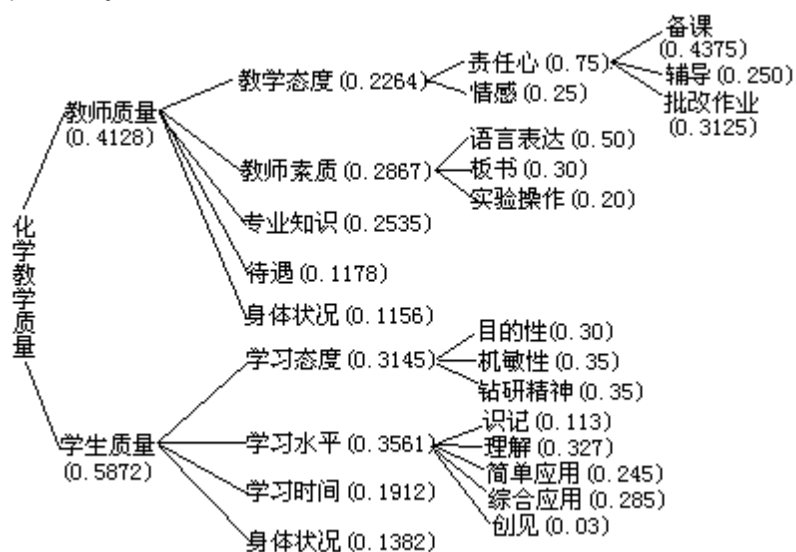 化学教学质量
教师质量
(0.4128)
教学态度(0.2264)
责任心(0.75)
备课
(0.4375)
辅导(0.250)
批改作业
(0.3125)
情感(0.25)
教师素质(0.2867)
语言表达(0.50)
板书(0.30)
实验操作(0.20)
专业知识(0.2535)
待遇(0.1178)
身体状况(0.1156)
学生质量
(0.5872)
学习态度(0.3145)
目的性(0.30)
机敏性(0.35)
钻研精神(0.35)
学习水平(0.3561)
识记(0.113)
理解(0.327)
简单应用(0.245)
综合应用(0.285)
创见(0.03)
学习时间(0.1912)
身体状况(0.1382)